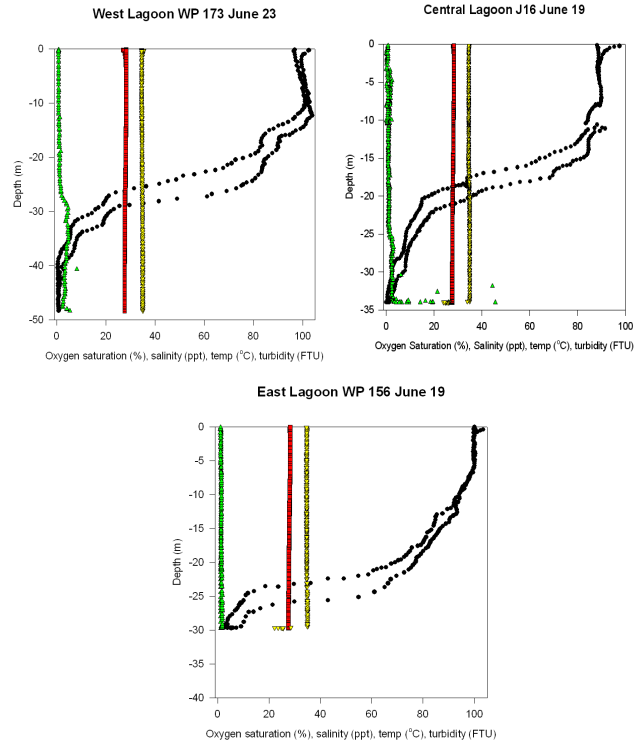 West Lagoon WP 173 June 23
0
-10
-20
-30
-40
-50
Depth (m)
0 20 40 60 80 100
Oxygen saturation (%), salinity (ppt), temp (°C), turbidity (FTU)
Central Lagoon J16 June 19
0
-5
-10
-15
-20
-25
-30
-35
Depth (m)
0 20 40 60 80 100
Oxygen Saturation (%), Salinity (ppt), temp (°C), turbidity (FTU)
East Lagoon WP 156 June 19
0
-5
-10
-15
-20
-25
-30
-35
-40
Depth (m)
0 20 40 60 80 100
Oxygen saturation (%), salinity (ppt), temp (°C), turbidity (FTU)